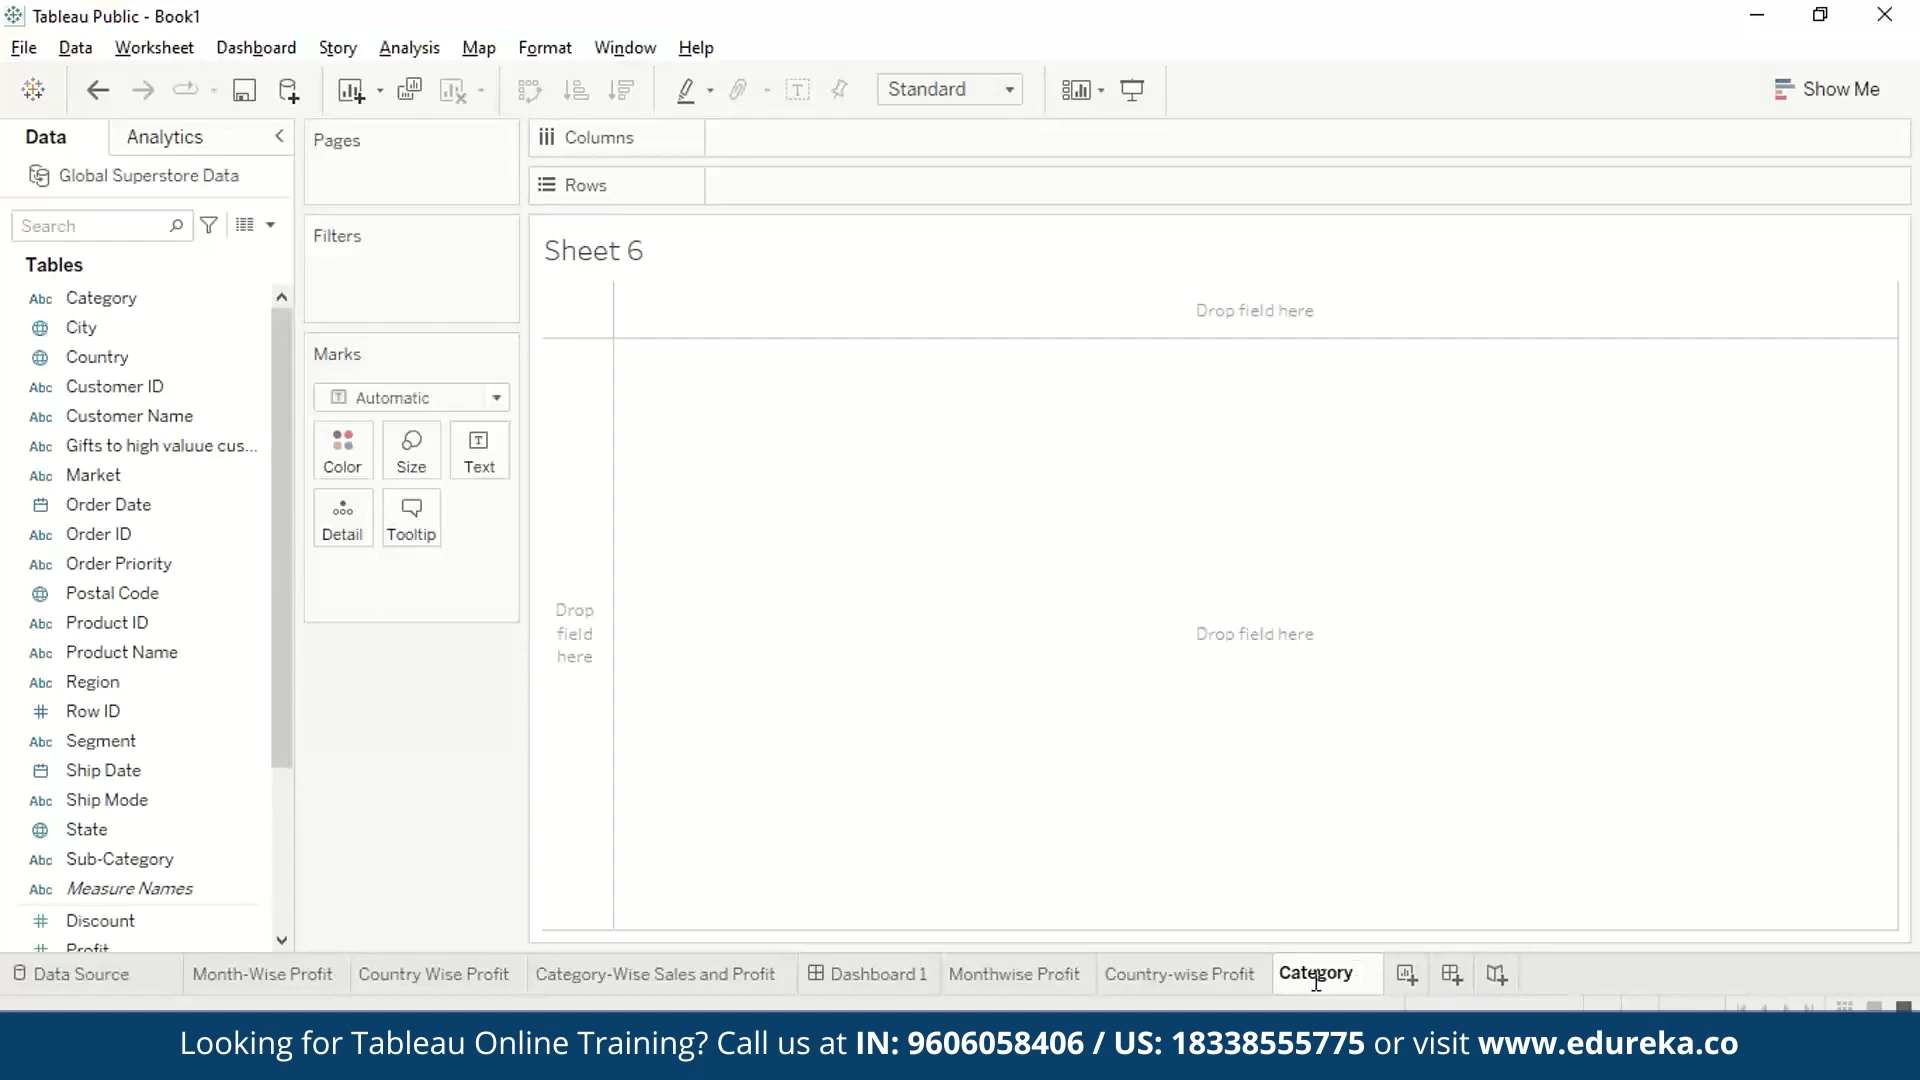 Tableau Public - Book1
File Data Worksheet Dashboard Story Analysis Map Format Window Help
Standard
Show Me
Data
Analytics
Global Superstore Data
Search
Tables
Abc Category
City
Country
Abc Customer ID
Abc Customer Name
Abc Gifts to high valuue cus...
Abc Market
Order Date
Abc Order ID
Abc Order Priority
Postal Code
Abc Product ID
Abc Product Name
Abc Region
# Row ID
Abc Segment
Ship Date
Abc Ship Mode
State
Abc Sub-Category
Abc Measure Names
# Discount
# Profit
Pages
Filters
Marks
Automatic
Color
Size
Text
Detail
Tooltip
Columns
Rows
Sheet 6
Drop field here
Drop
field
here
Drop field here
Data Source
Month-Wise Profit
Country Wise Profit
Category-Wise Sales and Profit
Dashboard 1
Monthwise Profit
Country-wise Profit
Category
Looking for Tableau Online Training? Call us at IN: 9606058406 / US: 18338555775 or visit www.edureka.co